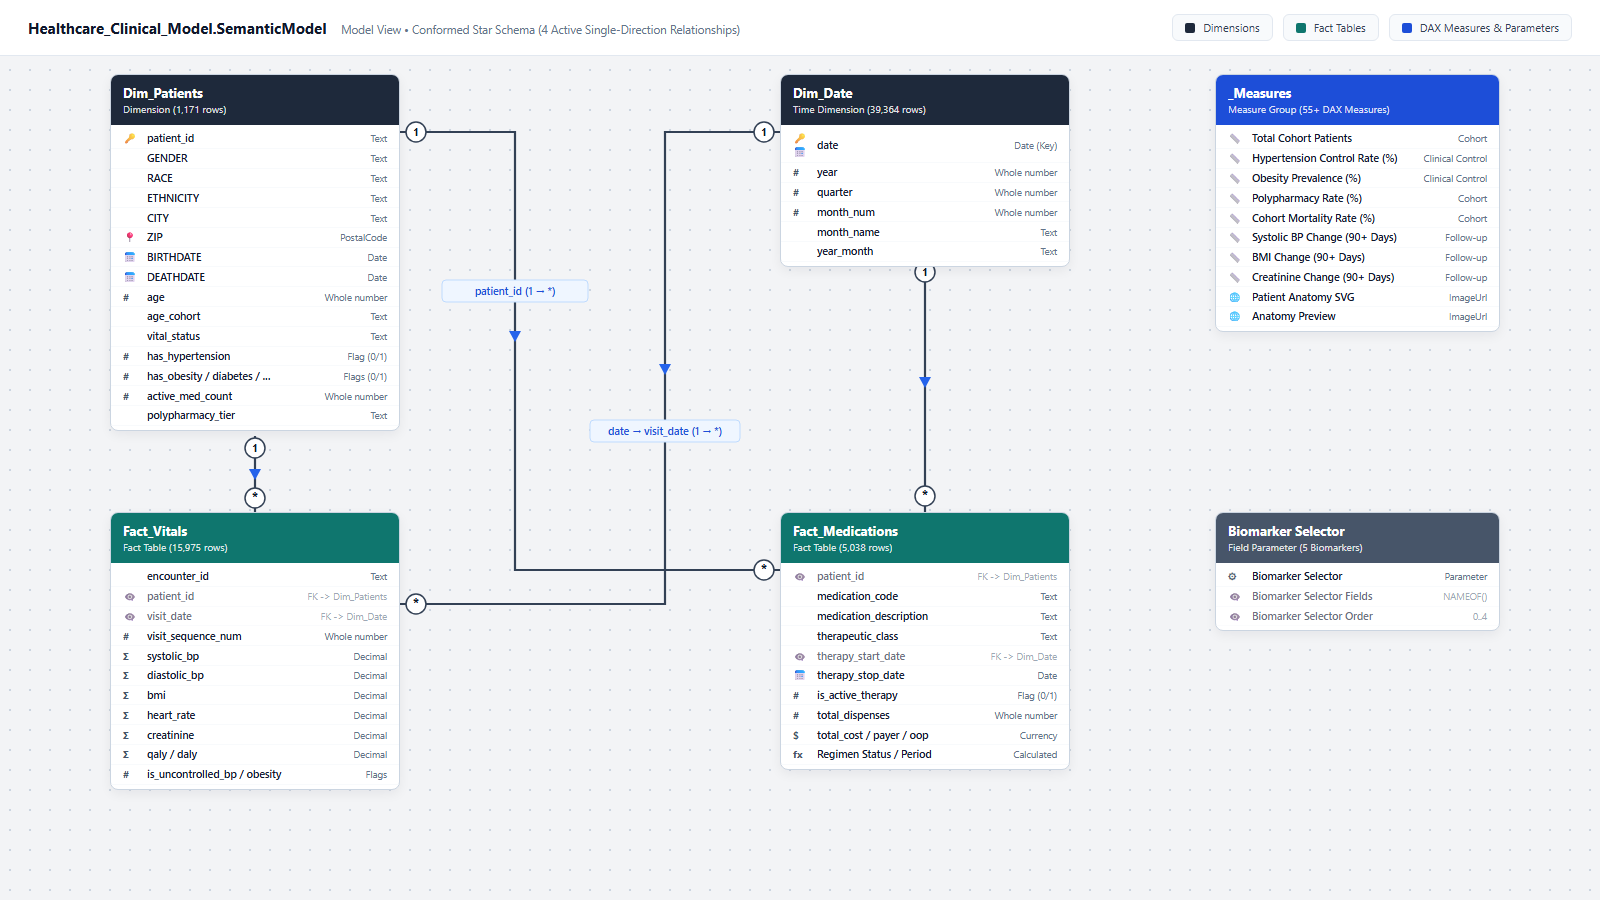 Healthcare_Clinical_Model.SemanticModel Model View • Conformed Star Schema (4 Active Single-Direction Relationships)
Dimensions
Fact Tables
DAX Measures & Parameters
Dim_Patients
Dimension (1,171 rows)
patient_id Text
GENDER Text
RACE Text
ETHNICITY Text
CITY Text
ZIP PostalCode
BIRTHDATE Date
DEATHDATE Date
# age Whole number
age_cohort Text
vital_status Text
# has_hypertension Flag (0/1)
# has_obesity / diabetes / ... Flags (0/1)
# active_med_count Whole number
polypharmacy_tier Text
1
1
*
patient_id (1 → *)
*
Dim_Date
Time Dimension (39,364 rows)
date Date (Key)
# year Whole number
# quarter Whole number
# month_num Whole number
month_name Text
year_month Text
1
1
*
date → visit_date (1 → *)
*
_Measures
Measure Group (55+ DAX Measures)
Total Cohort Patients Cohort
Hypertension Control Rate (%) Clinical Control
Obesity Prevalence (%) Clinical Control
Polypharmacy Rate (%) Cohort
Cohort Mortality Rate (%) Cohort
Systolic BP Change (90+ Days) Follow-up
BMI Change (90+ Days) Follow-up
Creatinine Change (90+ Days) Follow-up
Patient Anatomy SVG ImageUrl
Anatomy Preview ImageUrl
Fact_Vitals
Fact Table (15,975 rows)
encounter_id Text
patient_id FK -> Dim_Patients
visit_date FK -> Dim_Date
# visit_sequence_num Whole number
Σ systolic_bp Decimal
Σ diastolic_bp Decimal
Σ bmi Decimal
Σ heart_rate Decimal
Σ creatinine Decimal
Σ qaly / daly Decimal
# is_uncontrolled_bp / obesity Flags
Fact_Medications
Fact Table (5,038 rows)
patient_id FK -> Dim_Patients
medication_code Text
medication_description Text
therapeutic_class Text
therapy_start_date FK -> Dim_Date
therapy_stop_date Date
# is_active_therapy Flag (0/1)
# total_dispenses Whole number
$ total_cost / payer / oop Currency
fx Regimen Status / Period Calculated
Biomarker Selector
Field Parameter (5 Biomarkers)
Biomarker Selector Parameter
Biomarker Selector Fields NAMEOF()
Biomarker Selector Order 0..4